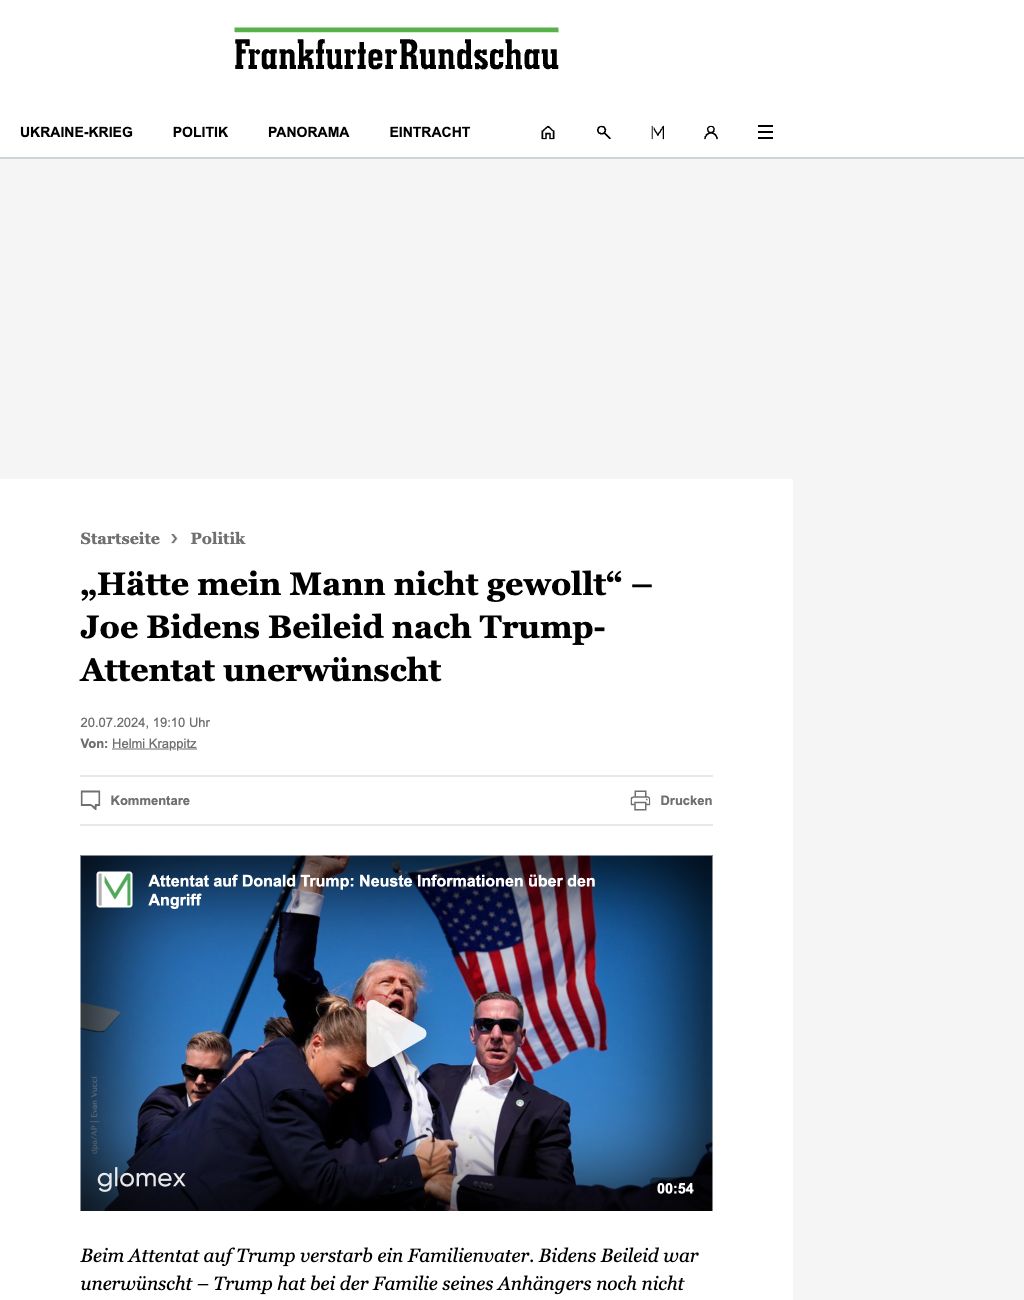 FrankfurterRundschau
UKRAINE-KRIEG POLITIK PANORAMA EINTRACHT
Startseite › Politik
„Hätte mein Mann nicht gewollt“ –
Joe Bidens Beileid nach Trump-
Attentat unerwünscht
20.07.2024, 19:10 Uhr
Von: Helmi Krappitz
Kommentare Drucken
Attentat auf Donald Trump: Neuste Informationen über den
Angriff
dpa/AP | Evan Vucci
glomex
00:54
Beim Attentat auf Trump verstarb ein Familienvater. Bidens Beileid war
unerwünscht – Trump hat bei der Familie seines Anhängers noch nicht